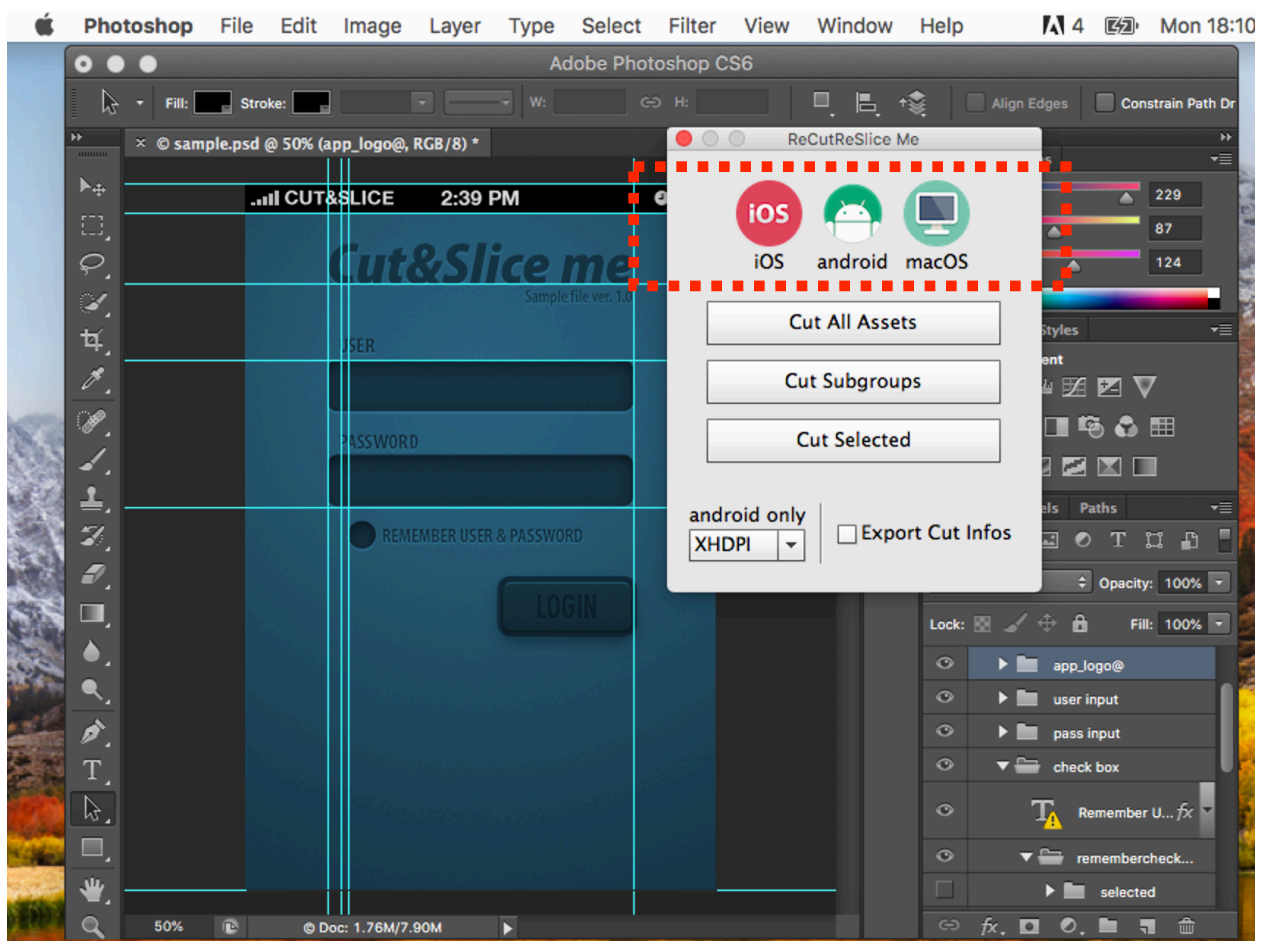 Photoshop File Edit Image Layer Type Select Filter View Window Help 4 Mon 18:10
Adobe Photoshop CS6
Fill: Stroke: W: H: Align Edges Constrain Path Dr
× © sample.psd @ 50% (app_logo@, RGB/8) *
ReCutReSlice Me
CUT&SLICE 2:39 PM
iOS
iOS android macOS
229
87
124
Cut&Slice me
Sample file ver. 1.0
Cut All Assets
Styles
USER
Cut Subgroups
PASSWORD
Cut Selected
Paths
android only
XHDPI
Export Cut Infos
REMEMBER USER & PASSWORD
Opacity: 100%
LOGIN
Lock: Fill: 100%
app_logo@
user input
pass input
check box
T Remember U... fx
remembercheck...
selected
50% © Doc: 1.76M/7.90M
fx.